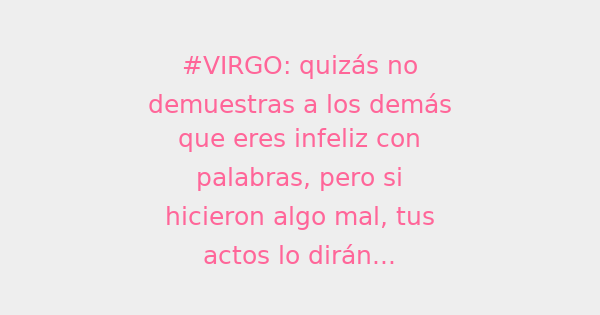 #VIRGO: quizás no
demuestras a los demás
que eres infeliz con
palabras, pero si
hicieron algo mal, tus
actos lo dirán...